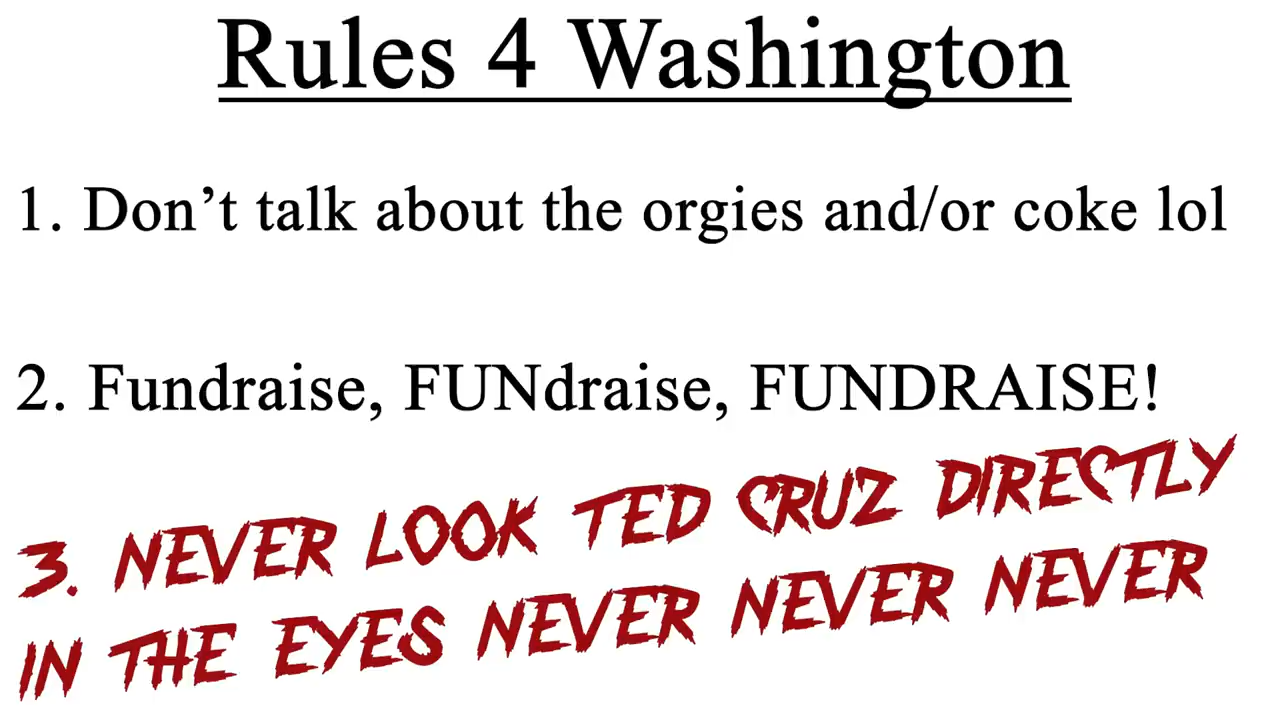 Rules 4 Washington
1. Don’t talk about the orgies and/or coke lol
2. Fundraise, FUNdraise, FUNDRAISE!
3. NEVER LOOK TED CRUZ DIRECTLY
IN THE EYES NEVER NEVER NEVER